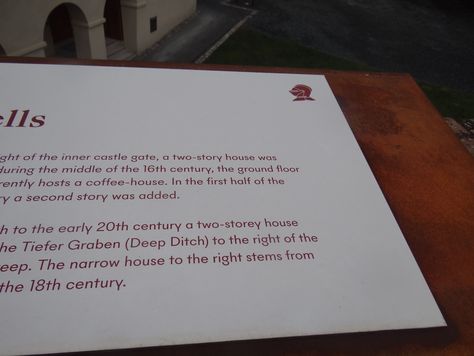 ells
ght of the inner castle gate, a two-story house was
during the middle of the 16th century, the ground floor
rently hosts a coffee-house. In the first half of the
ry a second story was added.
h to the early 20th century a two-storey house
he Tiefer Graben (Deep Ditch) to the right of the
eep. The narrow house to the right stems from
the 18th century.